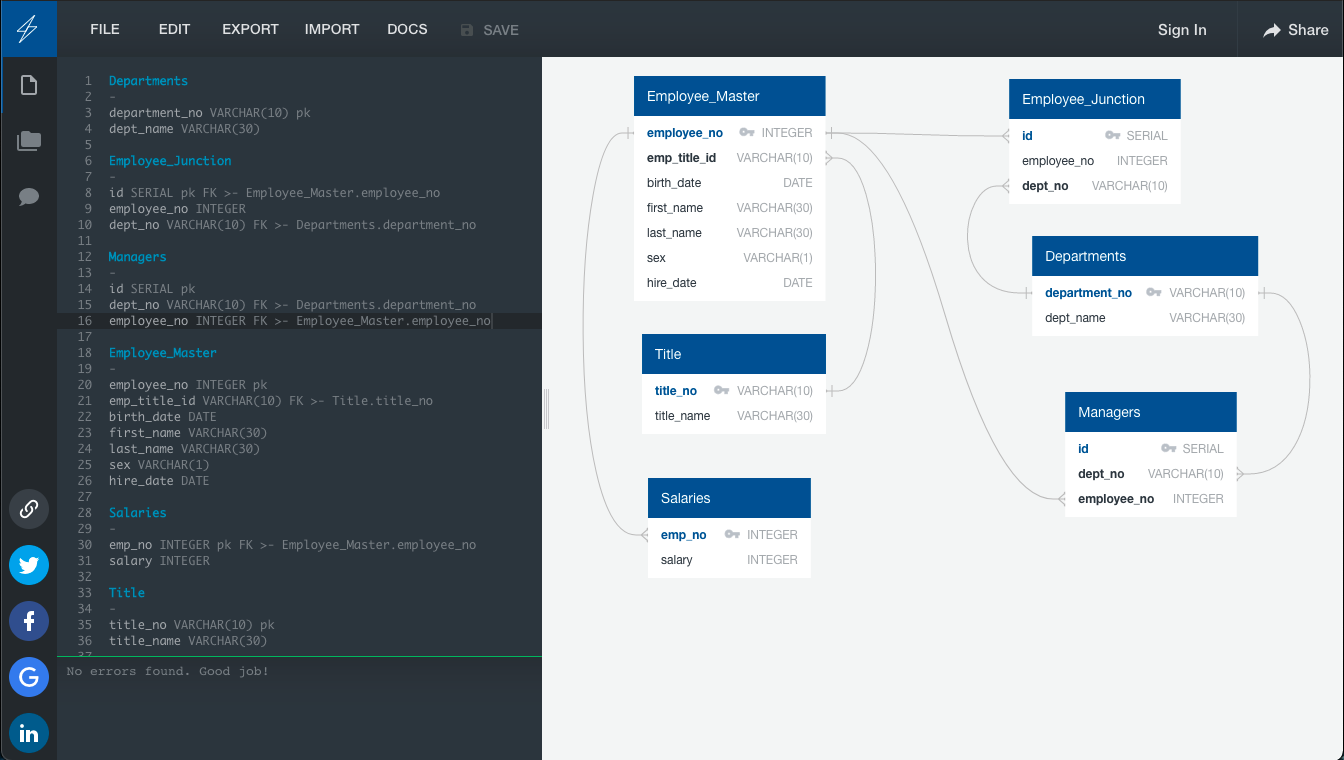 FILE EDIT EXPORT IMPORT DOCS SAVE Sign In Share
1 Departments
2 -
3 department_no VARCHAR(10) pk
4 dept_name VARCHAR(30)
5
6 Employee_Junction
7 -
8 id SERIAL pk FK >- Employee_Master.employee_no
9 employee_no INTEGER
10 dept_no VARCHAR(10) FK >- Departments.department_no
11
12 Managers
13 -
14 id SERIAL pk
15 dept_no VARCHAR(10) FK >- Departments.department_no
16 employee_no INTEGER FK >- Employee_Master.employee_no
17
18 Employee_Master
19 -
20 employee_no INTEGER pk
21 emp_title_id VARCHAR(10) FK >- Title.title_no
22 birth_date DATE
23 first_name VARCHAR(30)
24 last_name VARCHAR(30)
25 sex VARCHAR(1)
26 hire_date DATE
27
28 Salaries
29 -
30 emp_no INTEGER pk FK >- Employee_Master.employee_no
31 salary INTEGER
32
33 Title
34 -
35 title_no VARCHAR(10) pk
36 title_name VARCHAR(30)
37
No errors found. Good job!
f
G
in
Employee_Master
employee_no INTEGER
emp_title_id VARCHAR(10)
birth_date DATE
first_name VARCHAR(30)
last_name VARCHAR(30)
sex VARCHAR(1)
hire_date DATE
Title
title_no VARCHAR(10)
title_name VARCHAR(30)
Salaries
emp_no INTEGER
salary INTEGER
Employee_Junction
id SERIAL
employee_no INTEGER
dept_no VARCHAR(10)
Departments
department_no VARCHAR(10)
dept_name VARCHAR(30)
Managers
id SERIAL
dept_no VARCHAR(10)
employee_no INTEGER